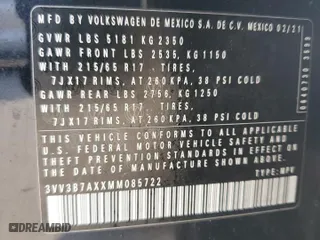 MFD BY VOLKSWAGEN DE MEXICO S.A. DE C.V. MEXICO 03/21
GVWR LBS 5181 KG 2350
GAWR FRONT LBS 2535, KG 1150
WITH 215/65 R17 - TIRES,
7JX17 RIMS, AT 260 KPA, 38 PSI COLD
GAWR REAR LBS 2756, KG 1250
WITH 215/65 R17 - TIRES,
7JX17 RIMS, AT 260 KPA, 38 PSI COLD
THIS VEHICLE CONFORMS TO ALL APPLICABLE
U.S. FEDERAL MOTOR VEHICLE SAFETY, BUMPER AND
THEFT PREVENTION STANDARDS IN EFFECT ON
THE DATE OF MANUFACTURE SHOWN ABOVE.
3VV3B7AXXMM085722
TYPE: MPV
© DREAMBID.COM